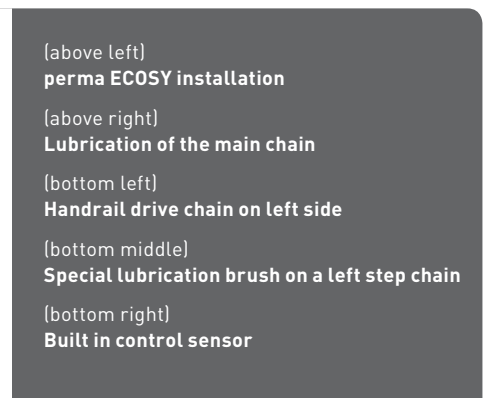 (above left)
perma ECOSY installation
(above right)
Lubrication of the main chain
(bottom left)
Handrail drive chain on left side
(bottom middle)
Special lubrication brush on a left step chain
(bottom right)
Built in control sensor